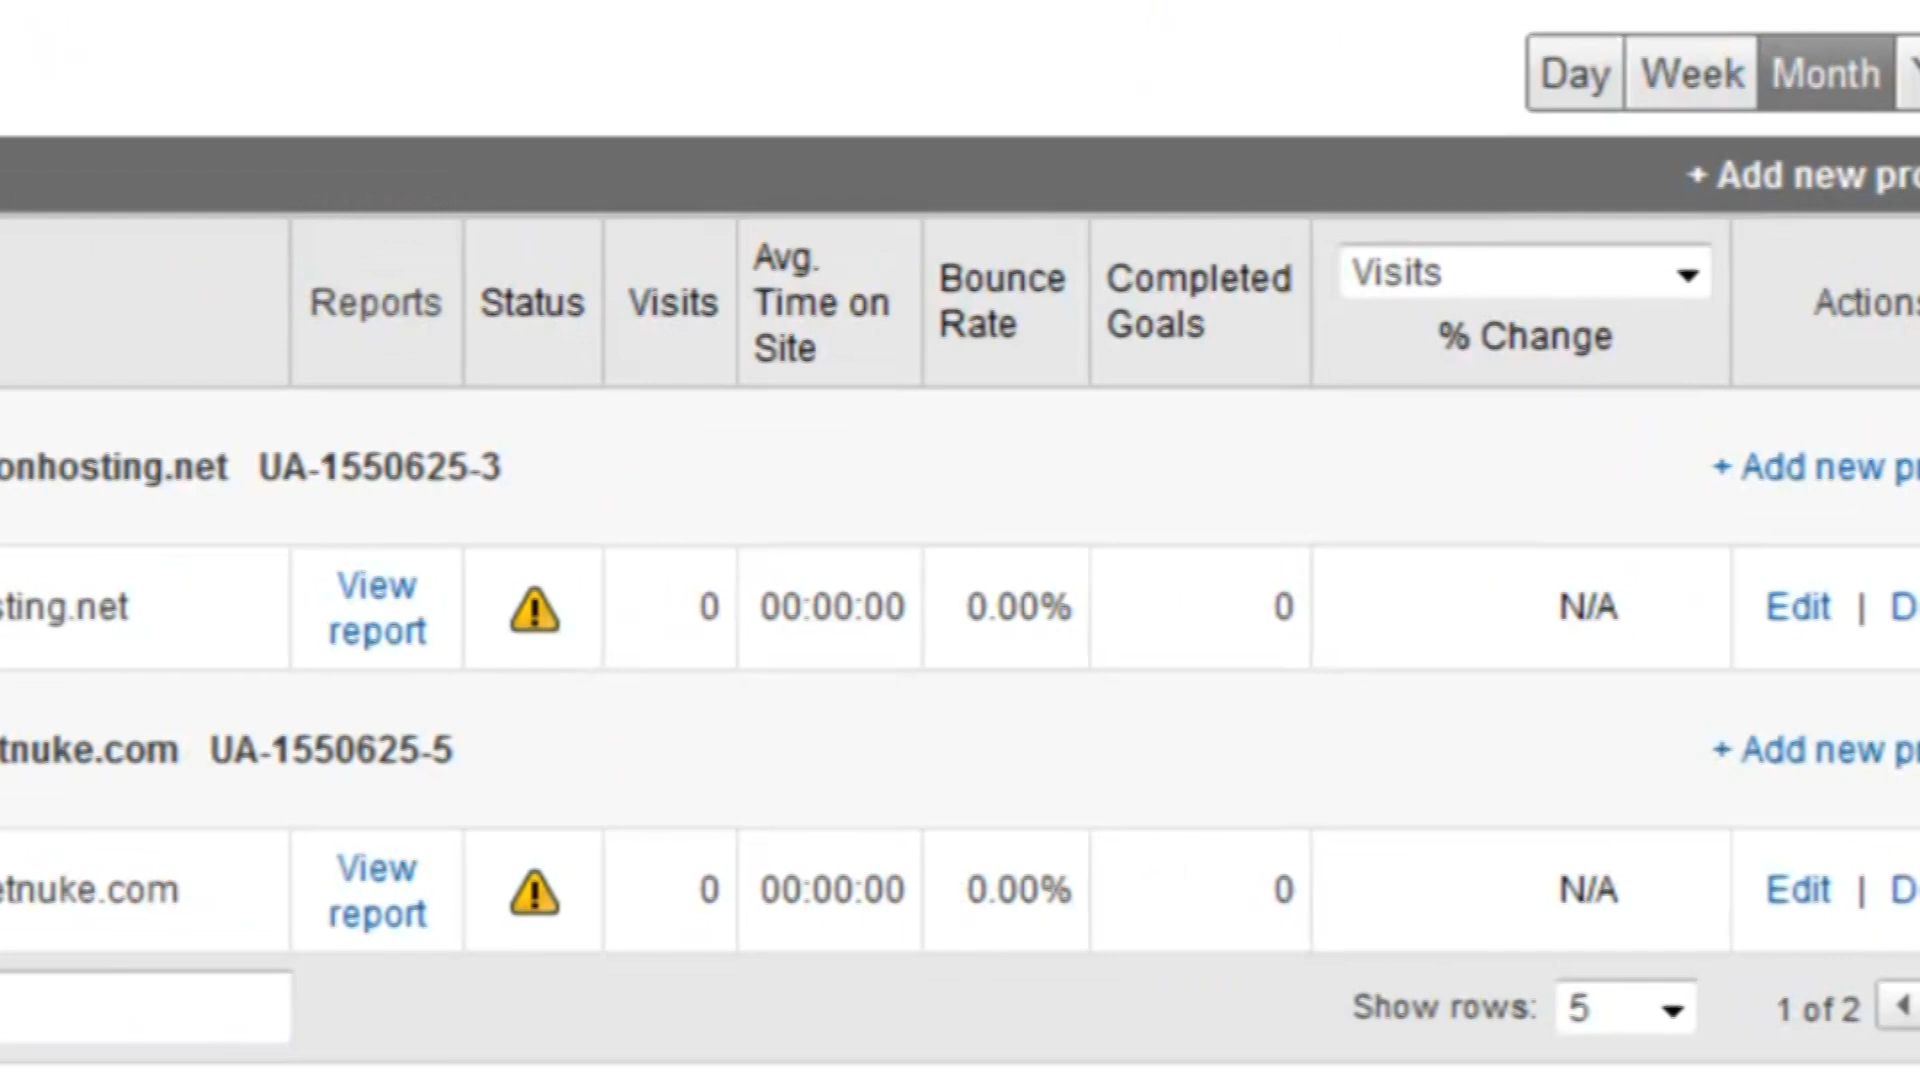 Day Week Month
+ Add new
Reports Status Visits Avg. Time on Site Bounce Rate Completed Goals Visits % Change Actions
onhosting.net UA-1550625-3 + Add new
sting.net View report 0 00:00:00 0.00% 0 N/A Edit |
tnuke.com UA-1550625-5 + Add new
etnuke.com View report 0 00:00:00 0.00% 0 N/A Edit |
Show rows: 5 1 of 2